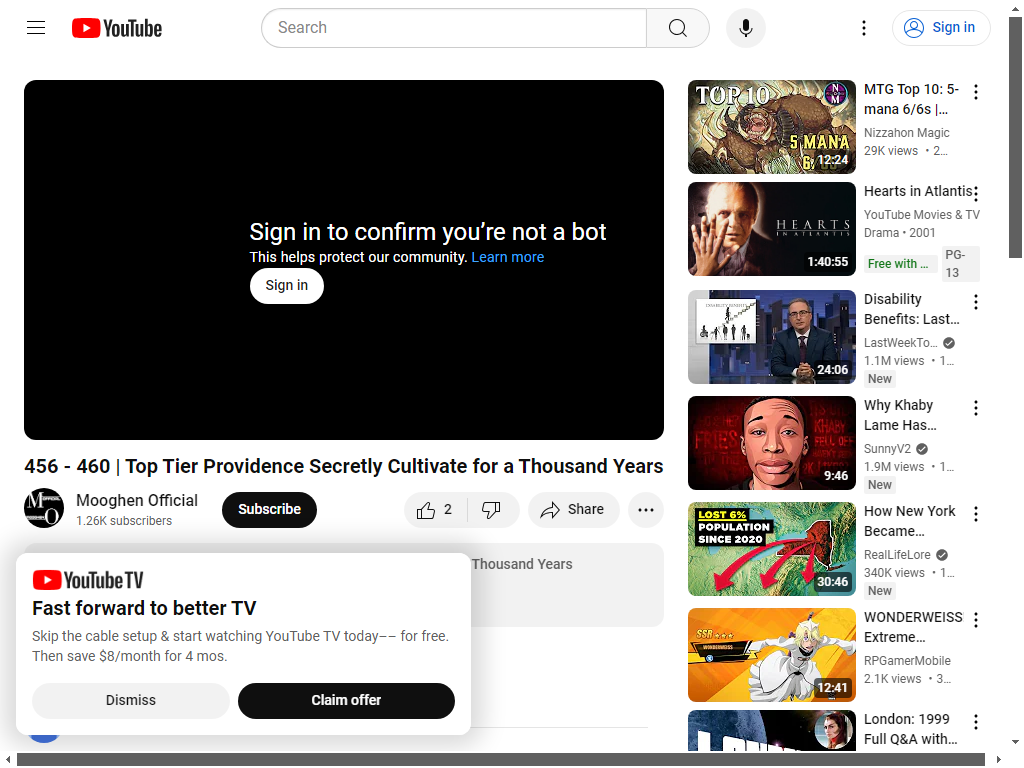 YouTube
Search
Sign in
Sign in to confirm you’re not a bot
This helps protect our community. Learn more
Sign in
456 - 460 | Top Tier Providence Secretly Cultivate for a Thousand Years
Mooghen Official
1.26K subscribers
Subscribe
2
Share
Thousand Years
YouTube TV
Fast forward to better TV
Skip the cable setup & start watching YouTube TV today–– for free.
Then save $8/month for 4 mos.
Dismiss
Claim offer
TOP 10
N
M
5 MANA
12:24
MTG Top 10: 5-
mana 6/6s |…
Nizzahon Magic
29K views • 2…
HEARTS
IN ATLANTIS
1:40:55
Hearts in Atlantis
YouTube Movies & TV
Drama • 2001
Free with …
PG-
13
DISABILITY BENEFITS
24:06
Disability
Benefits: Last…
LastWeekTo…
1.1M views • 1…
New
FRIES
KHABY
FELL OFF
9:46
Why Khaby
Lame Has…
SunnyV2
1.9M views • 1…
New
LOST 6%
POPULATION
SINCE 2020
30:46
How New York
Became…
RealLifeLore
340K views • 1…
New
SSR
WONDERWEISS
12:41
WONDERWEISS
Extreme…
RPGamerMobile
2.1K views • 3…
London: 1999
Full Q&A with…